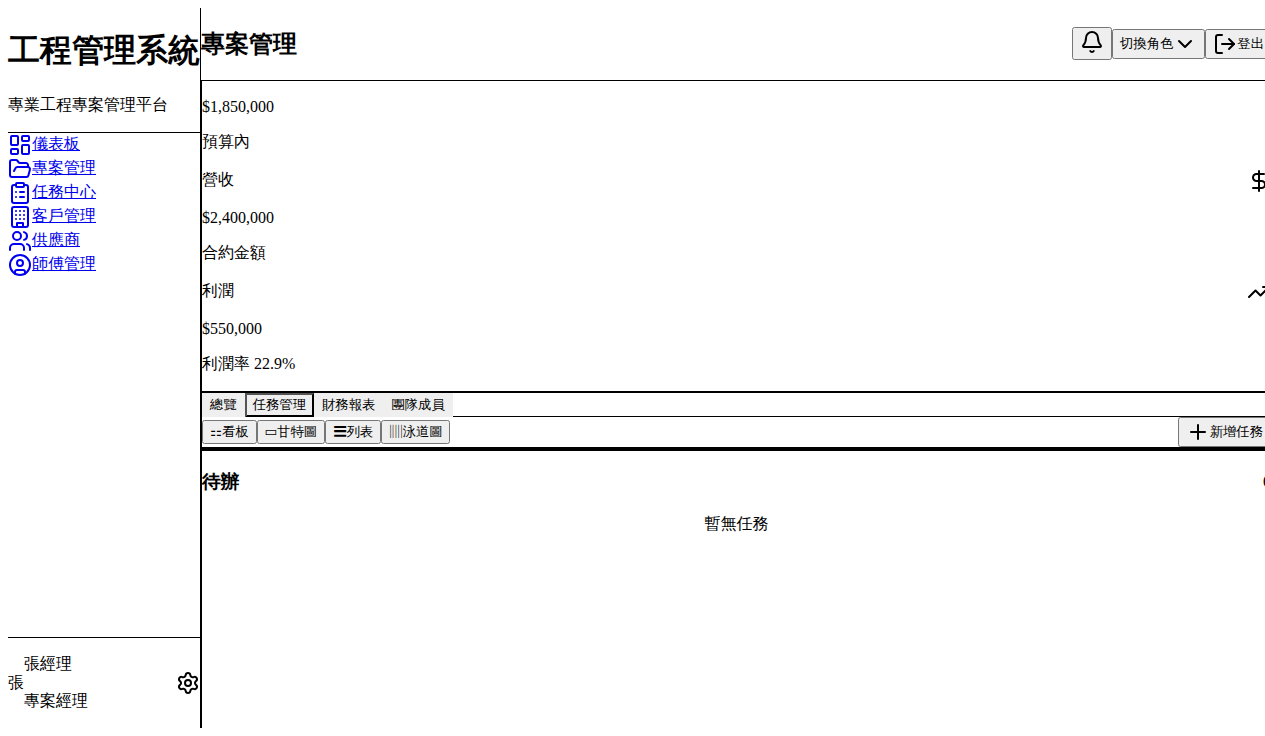 工程管理系統
專業工程專案管理平台
儀表板
專案管理
任務中心
客戶管理
供應商
師傅管理
張
張經理
專案經理
專案管理
切換角色
登出
$1,850,000
預算內
營收
$2,400,000
合約金額
利潤
$550,000
利潤率 22.9%
總覽 任務管理 財務報表 團隊成員
看板 甘特圖 列表 泳道圖
新增任務
待辦
暫無任務